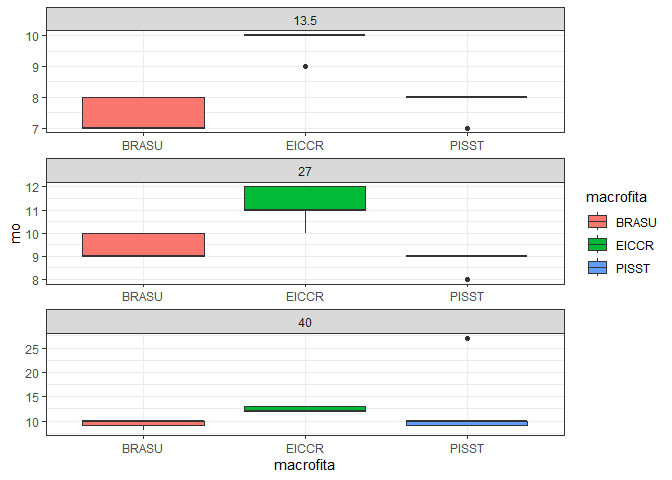 13.5
10
9
8
7
BRASU EICCR PISST
27
12
11
10
9
8
BRASU EICCR PISST
40
25
20
15
10
BRASU EICCR PISST
macrofita
mo
macrofita
BRASU
EICCR
PISST